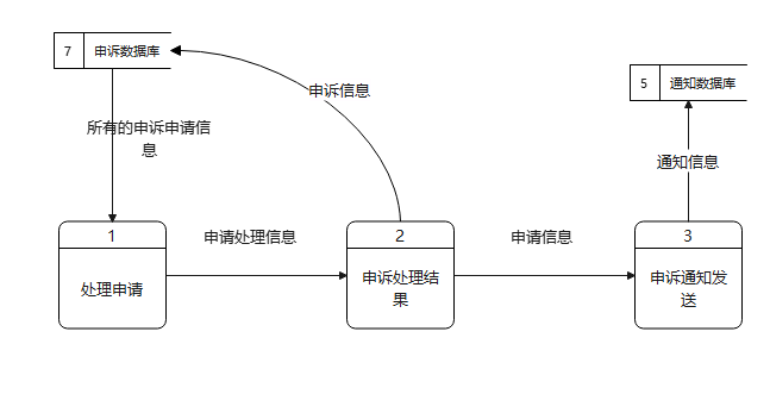 7 申诉数据库
申诉信息
5 通知数据库
所有的申诉申请信
息
通知信息
1
2
3
申请处理信息
申请信息
处理申请
申诉处理结
果
申诉通知发
送